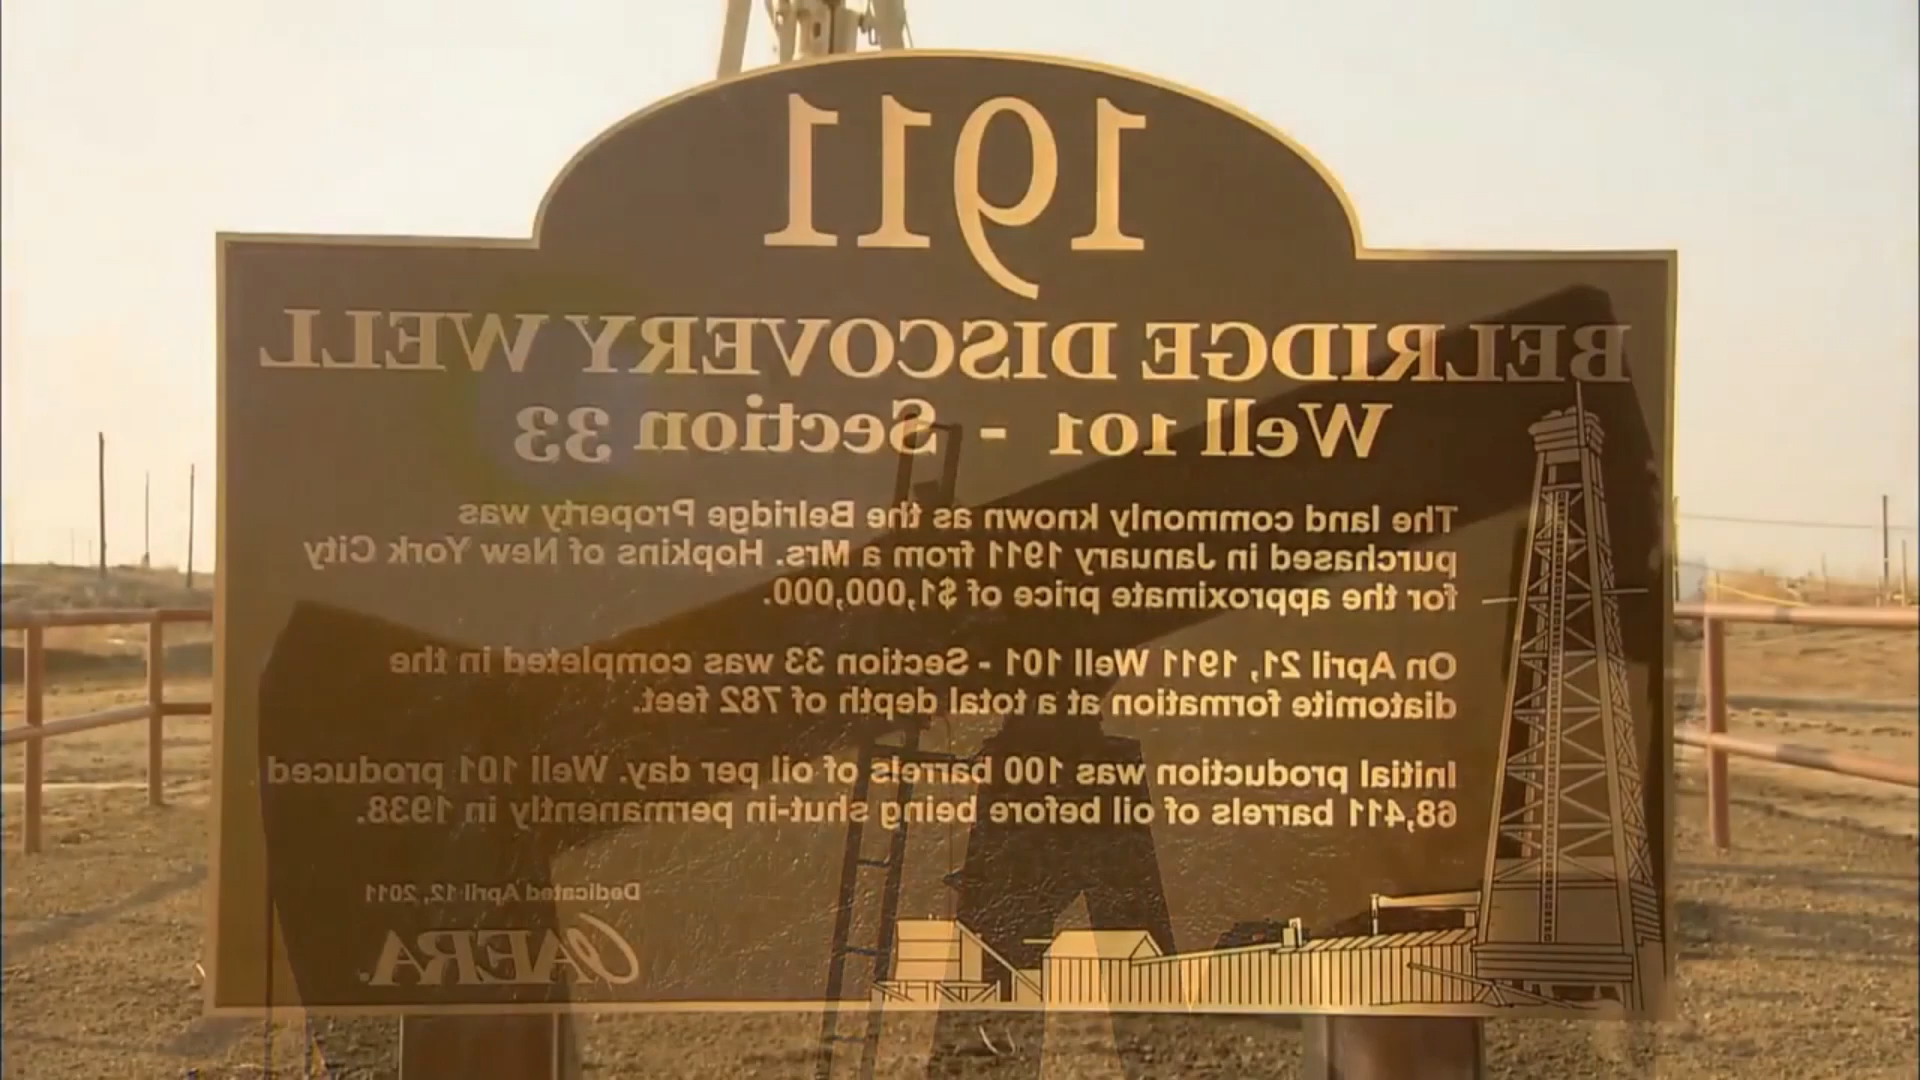 1911
BELRIDGE DISCOVERY WELL
Well 101 - Section 33
The land commonly known as the Belridge Property was
purchased in January 1911 from a Mrs. Hopkins of New York City
for the approximate price of $1,000,000.
On April 21, 1911 Well 101 - Section 33 was completed in the
diatomite formation at a total depth of 782 feet.
Initial production was 100 barrels of oil per day. Well 101 produced
68,411 barrels of oil before being shut-in permanently in 1938.
Dedicated April 12, 2011
AERA.